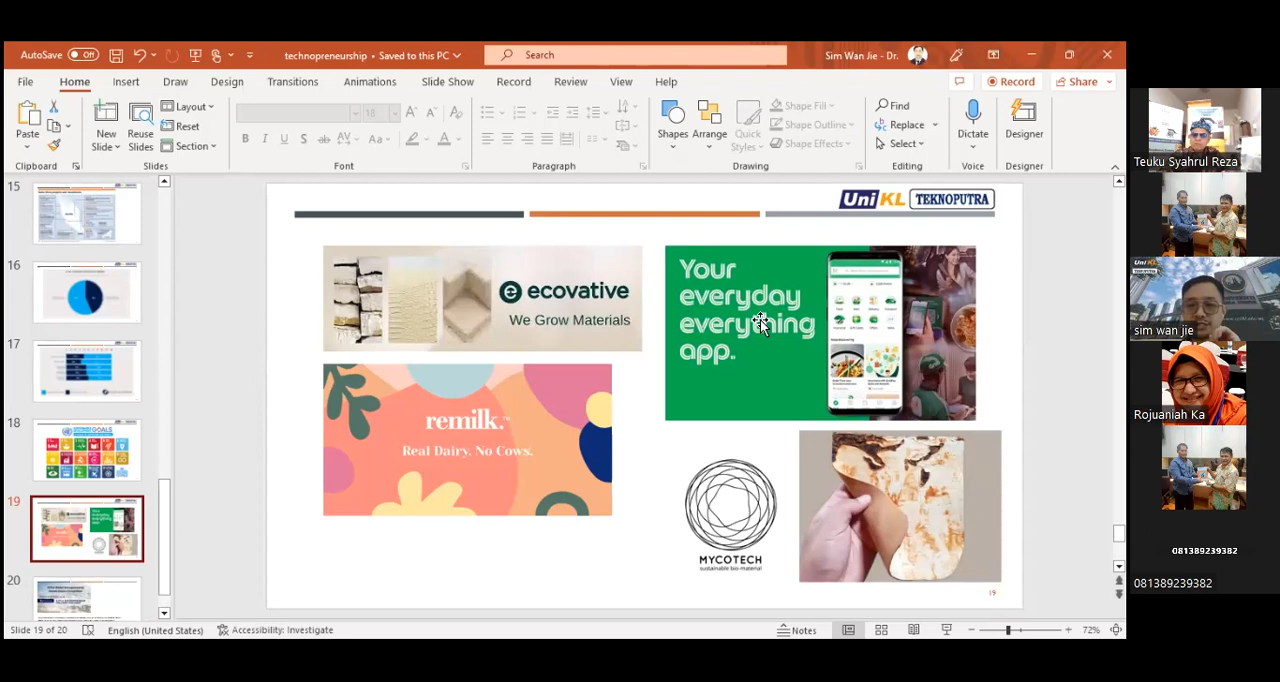 AutoSave Off
technopreneurship • Saved to this PC
Search
Sim Wan Jie - Dr.
File Home Insert Draw Design Transitions Animations Slide Show Record Review View Help
Record
Share
Paste
New Slide
Reuse Slides
Layout
Reset
Section
18
Shapes
Arrange
Quick Styles
Shape Fill
Shape Outline
Shape Effects
Find
Replace
Select
Dictate
Designer
Clipboard
Slides
Font
Paragraph
Drawing
Editing
Voice
Designer
15
16
17
18
19
20
UniKL TEKNOPUTRA
ecovative
We Grow Materials
Your
everyday
everything
app.
remilk.
Real Dairy. No Cows.
MYCOTECH
sustainable bio-material
19
Teuku Syahrul Reza
sim wan jie
Rojuaniah Ka
081389239382
081389239382
Slide 19 of 20
English (United States)
Accessibility: Investigate
Notes
72%